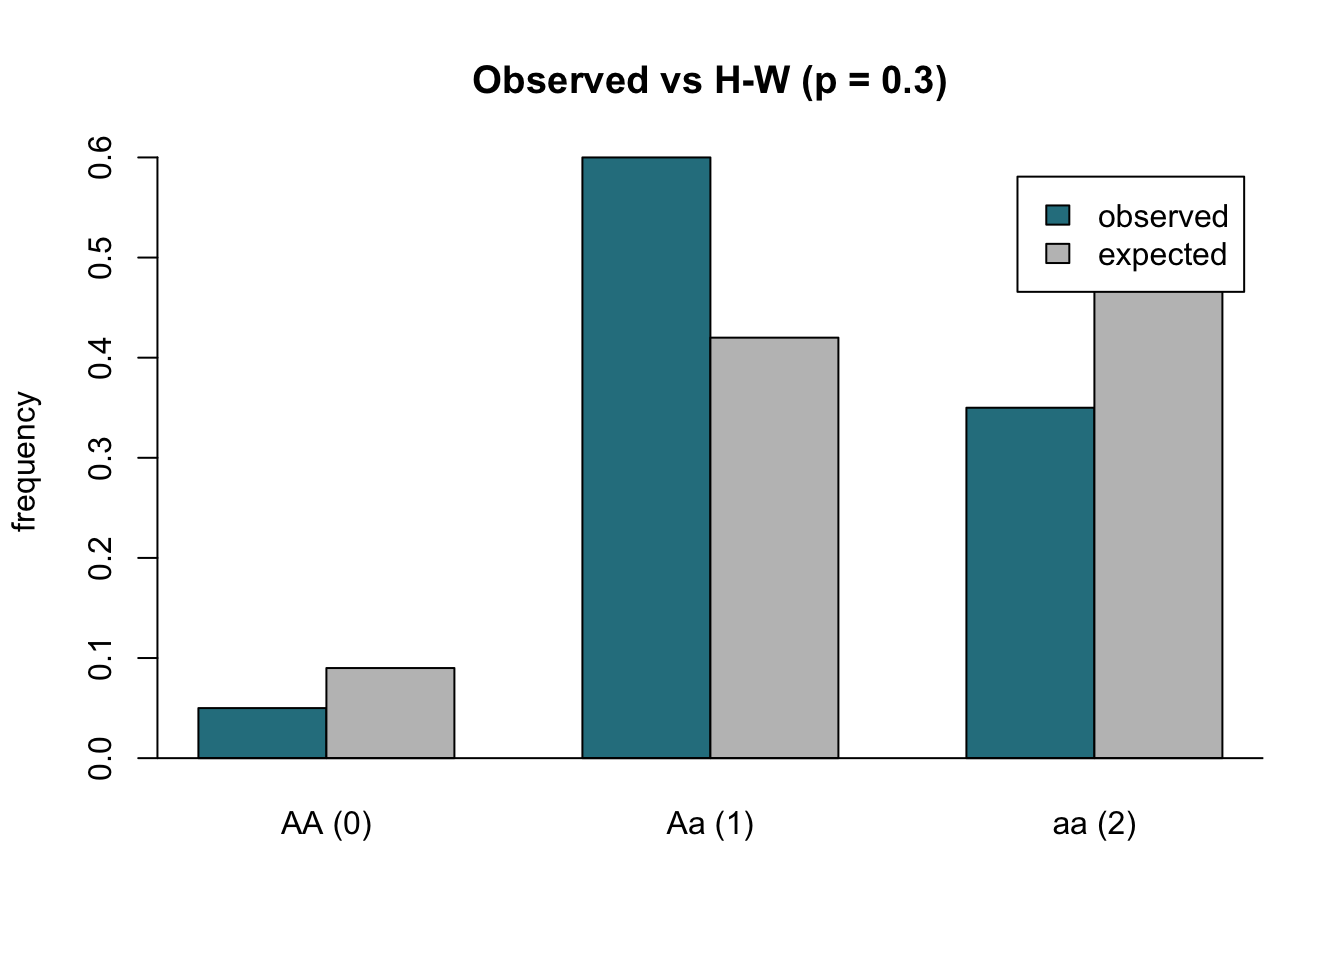 Observed vs H-W (p = 0.3)
frequency
0.6
0.5
0.4
0.3
0.2
0.1
0.0
observed
expected
AA (0)
Aa (1)
aa (2)